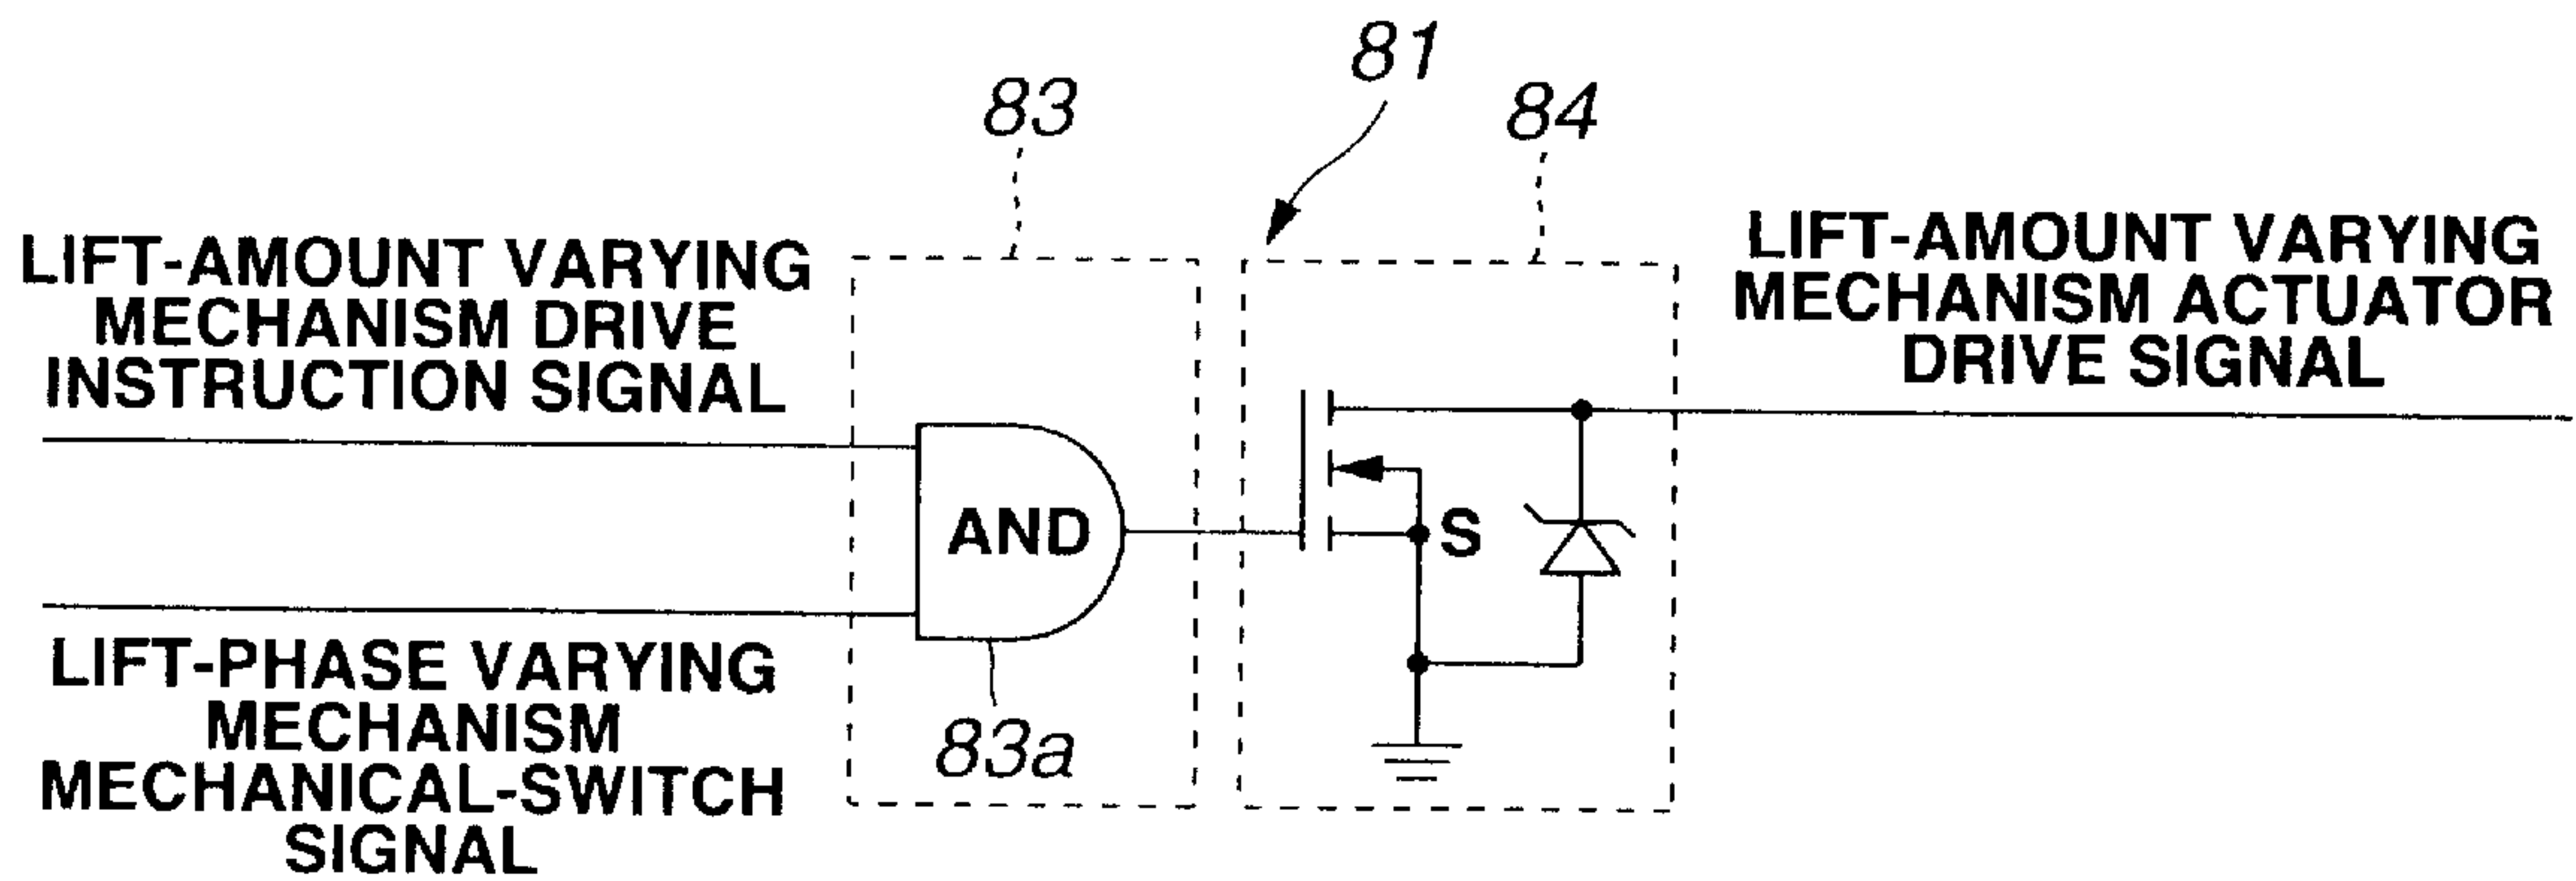 81
83
84
LIFT-AMOUNT VARYING
MECHANISM DRIVE
INSTRUCTION SIGNAL
LIFT-AMOUNT VARYING
MECHANISM ACTUATOR
DRIVE SIGNAL
AND
S
LIFT-PHASE VARYING
MECHANISM
MECHANICAL-SWITCH
SIGNAL
83a